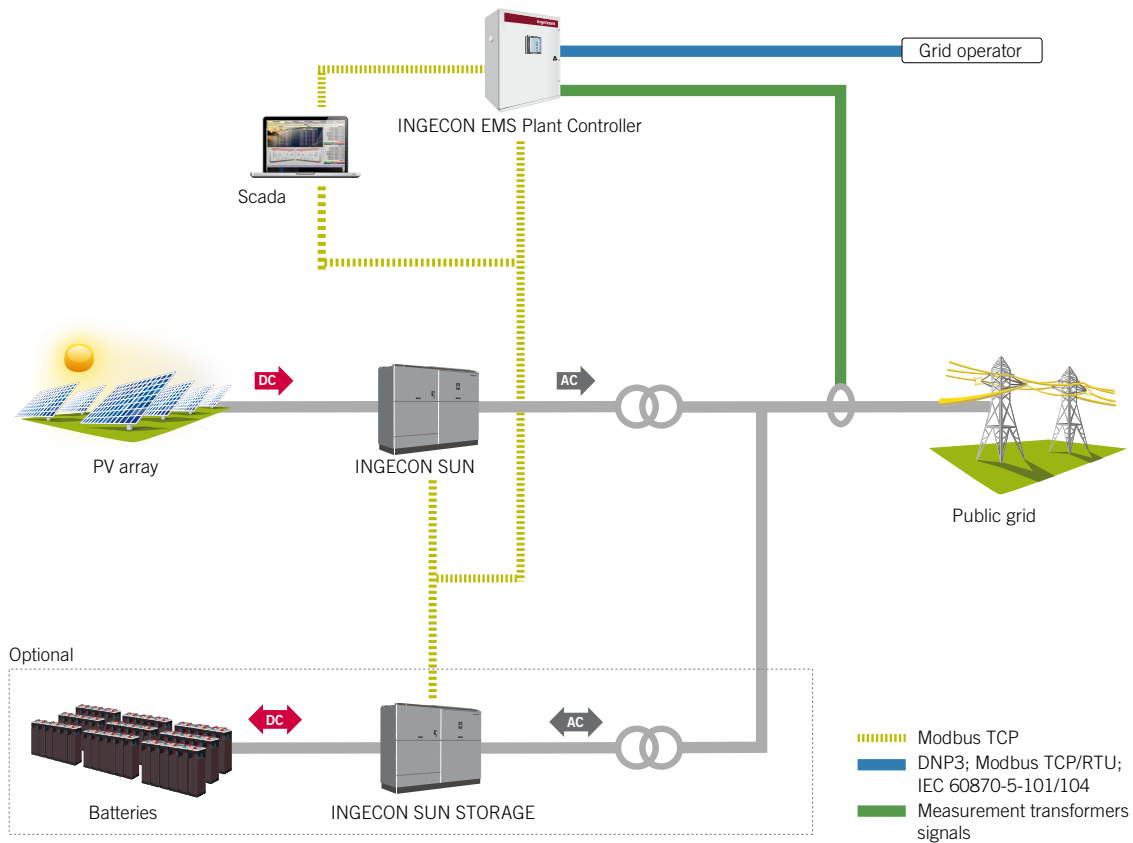 ingeteam
Grid operator
INGECON EMS Plant Controller
Scada
DC
AC
PV array
INGECON SUN
Public grid
Optional
DC
AC
Batteries
INGECON SUN STORAGE
Modbus TCP
DNP3; Modbus TCP/RTU;
IEC 60870-5-101/104
Measurement transformers
signals